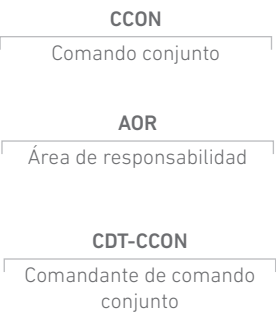 CCON
Comando conjunto
AOR
Área de responsabilidad
CDT-CCON
Comandante de comando
conjunto